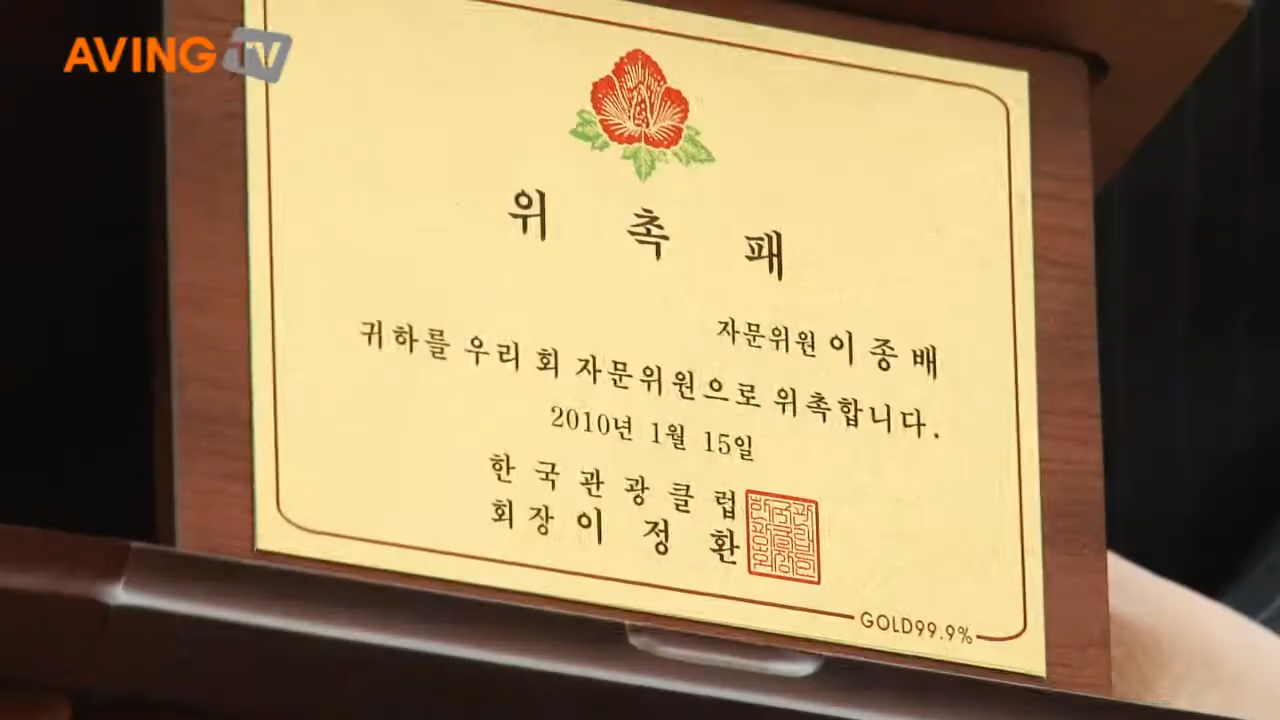 AVING TV
위 촉 패
자문위원 이 종 배
귀하를 우리 회 자문위원으로 위촉합니다.
2010년 1월 15일
한 국 관 광 클 럽
회 장 이 정 환
GOLD99.9%